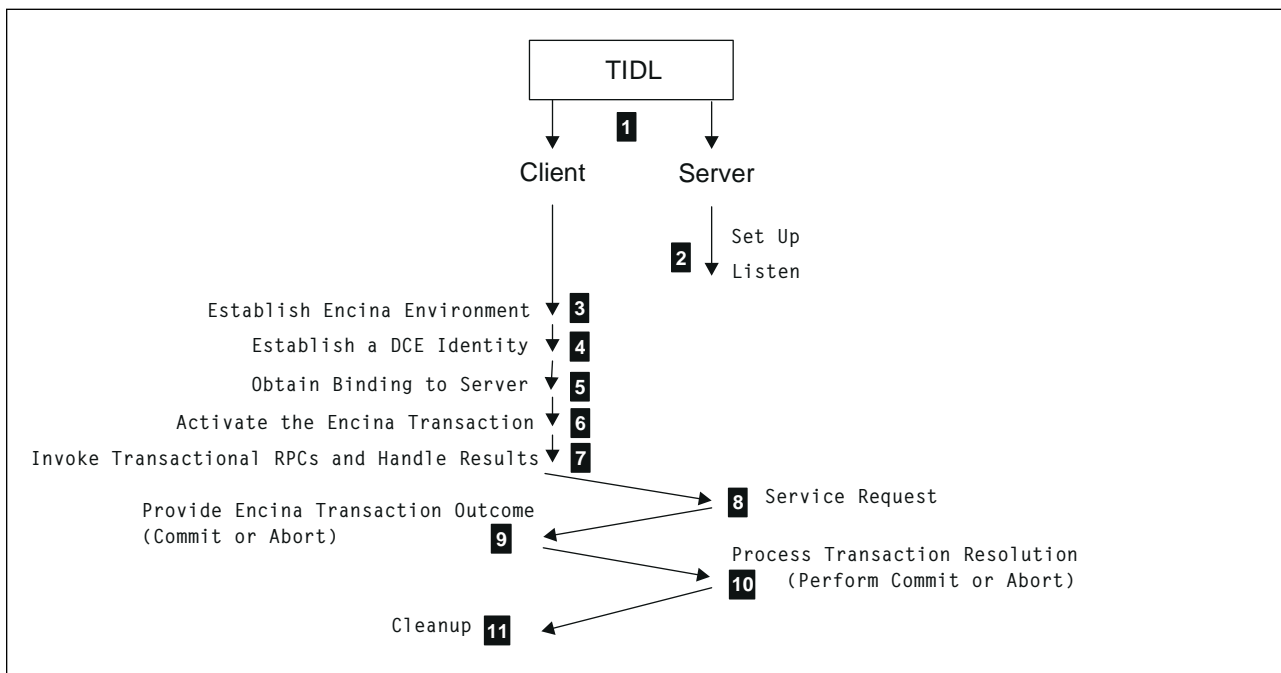 TIDL
1
Client Server
2
Set Up
Listen
Establish Encina Environment 3
Establish a DCE Identity 4
Obtain Binding to Server 5
Activate the Encina Transaction 6
Invoke Transactional RPCs and Handle Results 7
8 Service Request
Provide Encina Transaction Outcome
(Commit or Abort) 9
Process Transaction Resolution
10 (Perform Commit or Abort)
Cleanup 11